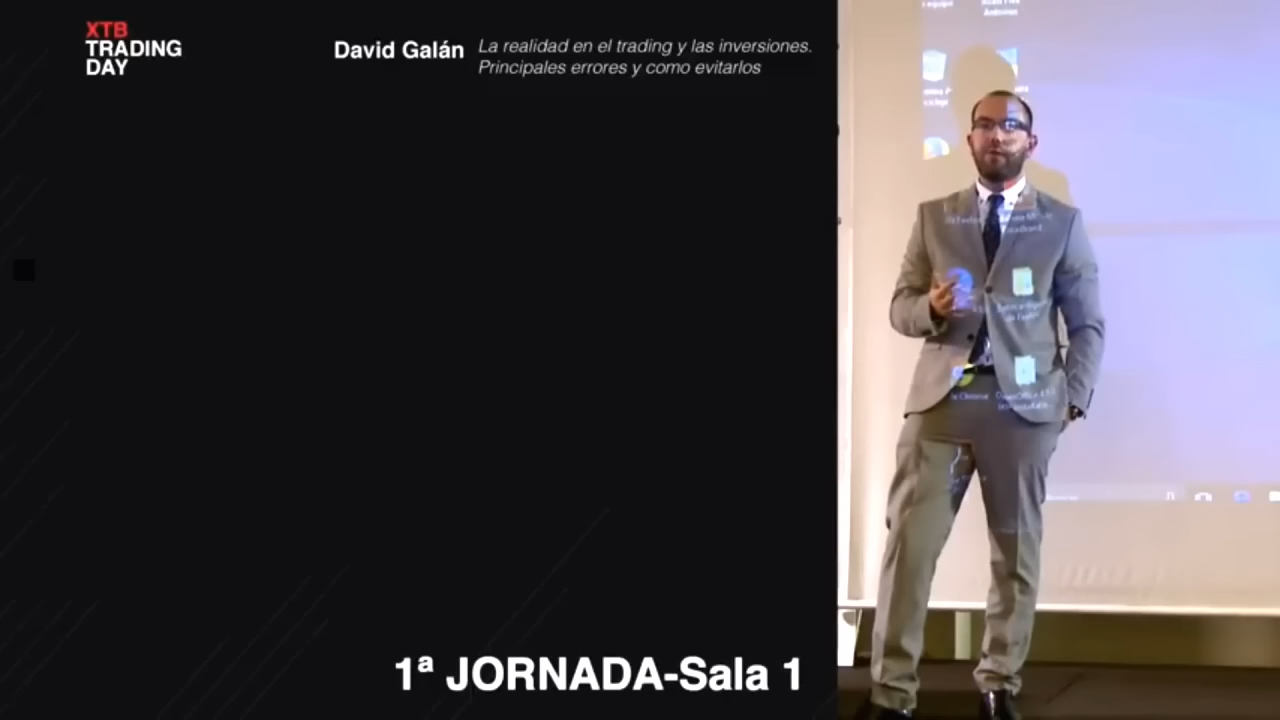 XTB
TRADING
DAY
David Galán
La realidad en el trading y las inversiones.
Principales errores y como evitarlos
1ª JORNADA-Sala 1